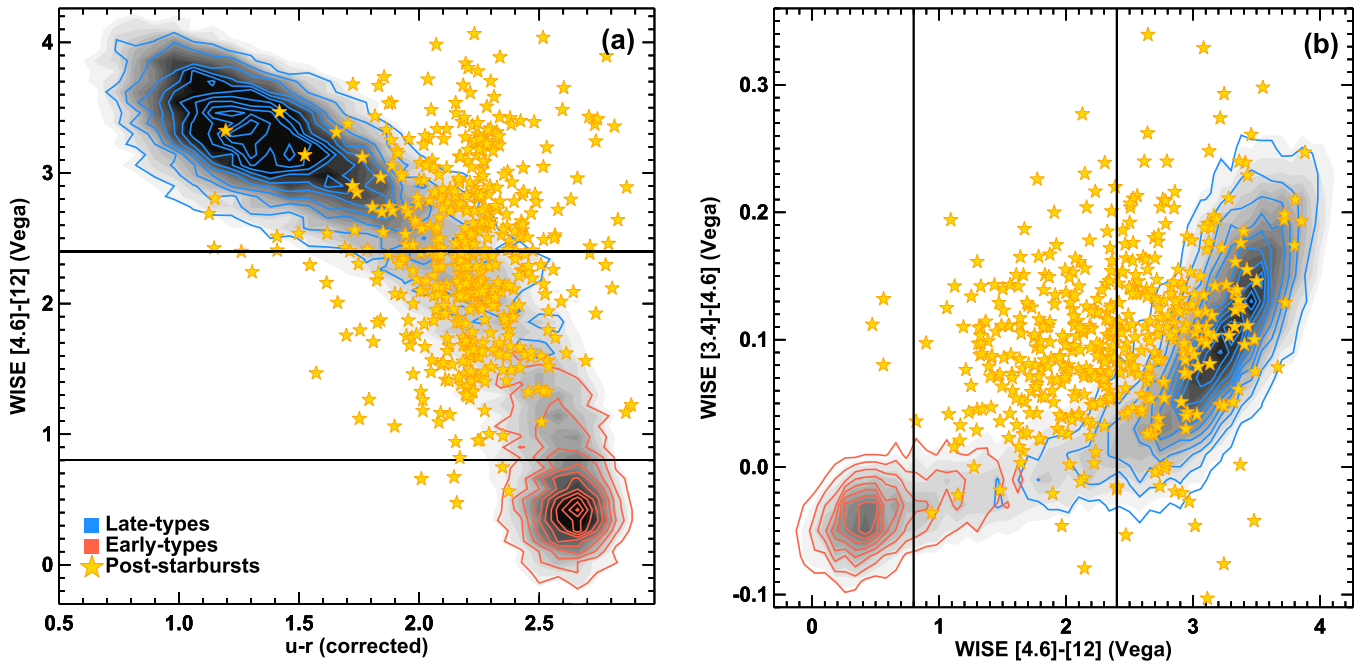 (a)
4
3
2
1
0
WISE [4.6]-[12] (Vega)
Late-types
Early-types
Post-starbursts
0.5 1.0 1.5 2.0 2.5
u-r (corrected)
(b)
0.3
0.2
0.1
0.0
-0.1
WISE [3.4]-[4.6] (Vega)
0 1 2 3 4
WISE [4.6]-[12] (Vega)